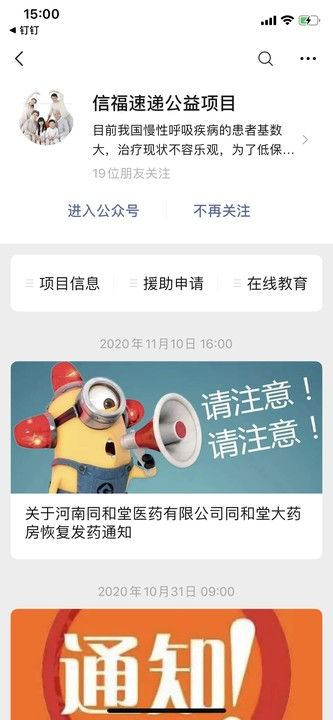 15:00
钉钉
信福速递公益项目
目前我国慢性呼吸疾病的患者基数
大，治疗现状不容乐观，为了低保...
19位朋友关注
进入公众号
不再关注
项目信息
援助申请
在线教育
2020年11月10日 16:00
请注意！
请注意！
关于河南同和堂医药有限公司同和堂大药
房恢复发药通知
2020年10月31日 09:00
通知!